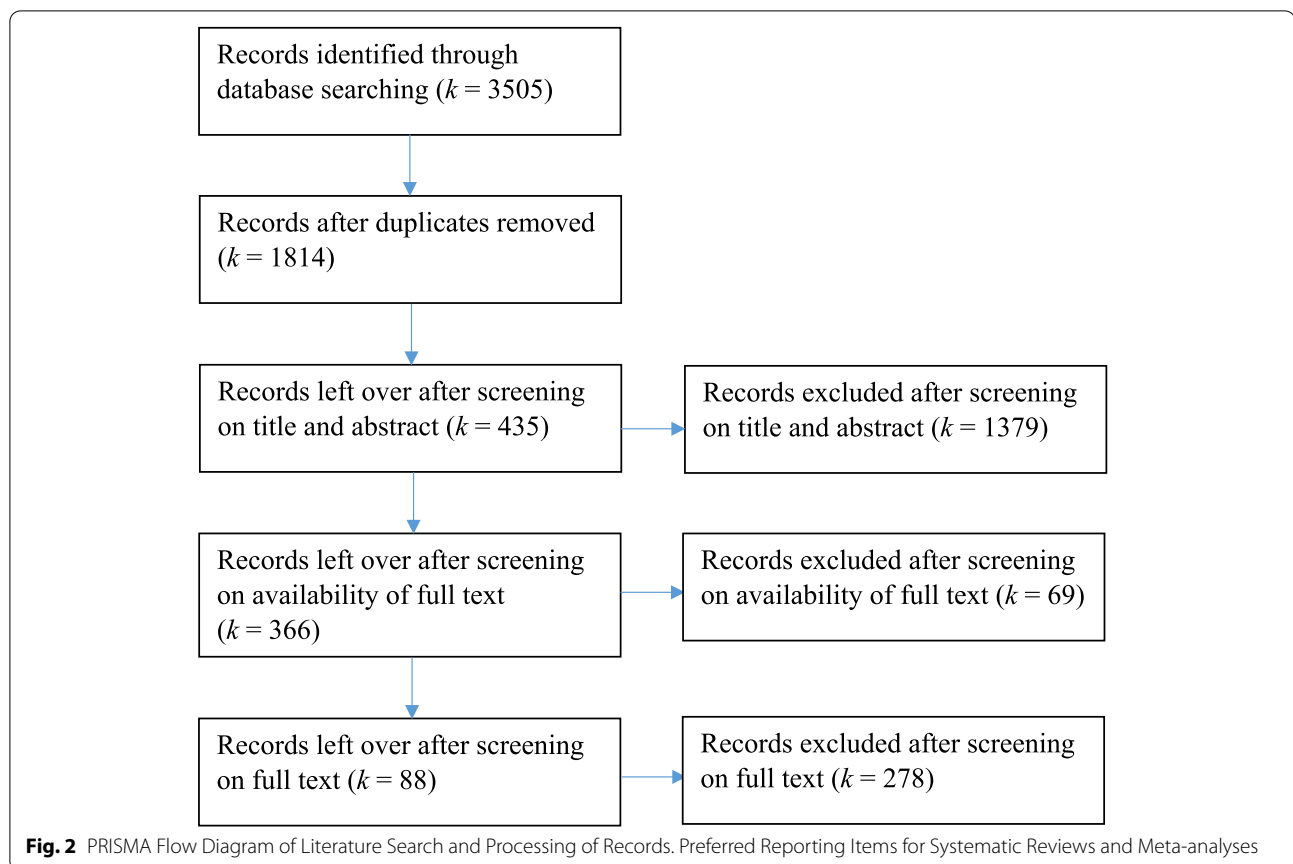 Records identified through
database searching (k = 3505)
Records after duplicates removed
(k = 1814)
Records left over after screening
on title and abstract (k = 435)
Records excluded after screening
on title and abstract (k = 1379)
Records left over after screening
on availability of full text
(k = 366)
Records excluded after screening
on availability of full text (k = 69)
Records left over after screening
on full text (k = 88)
Records excluded after screening
on full text (k = 278)
Fig. 2 PRISMA Flow Diagram of Literature Search and Processing of Records. Preferred Reporting Items for Systematic Reviews and Meta-analyses